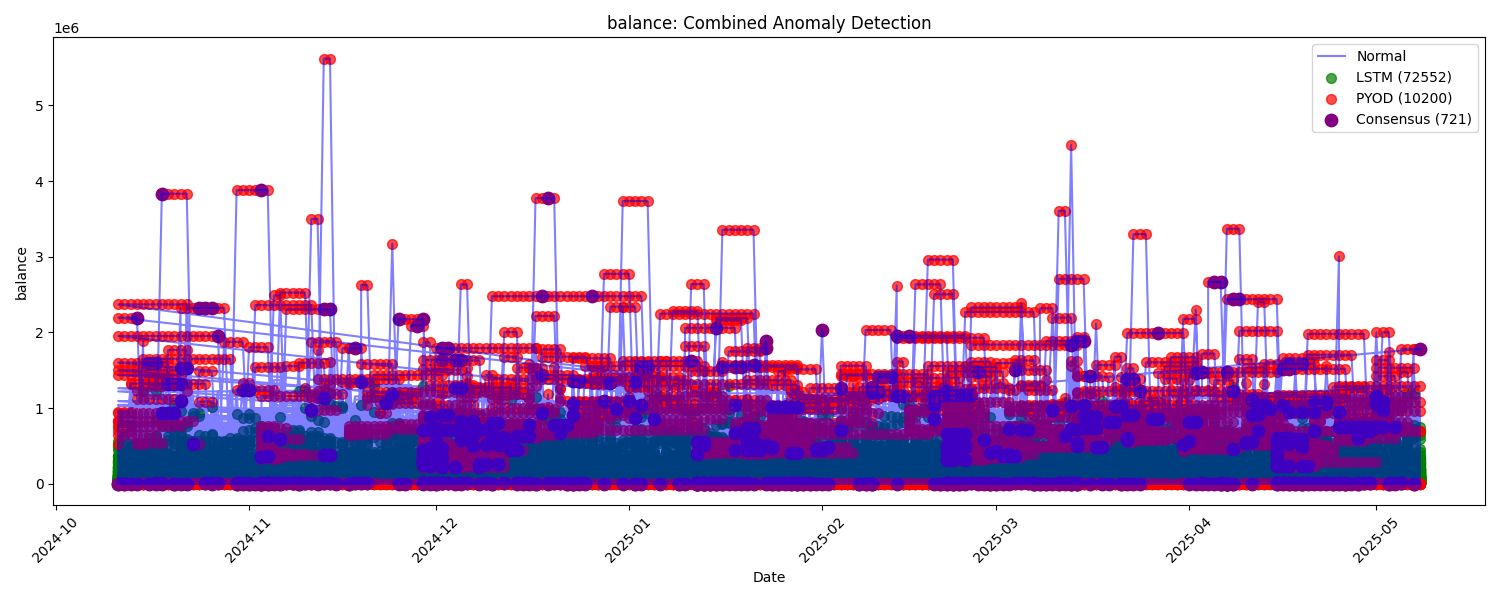 balance: Combined Anomaly Detection
1e6
Normal
LSTM (72552)
PYOD (10200)
Consensus (721)
5
4
3
2
1
0
balance
2024-10
2024-11
2024-12
2025-01
2025-02
2025-03
2025-04
2025-05
Date